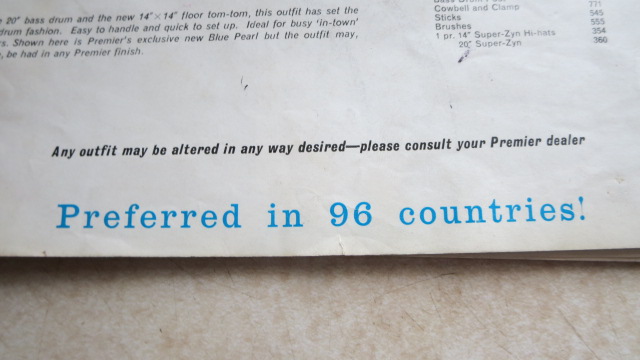 20" bass drum and the new 14"×14" floor tom-tom, this outfit has set the
drum fashion. Easy to handle and quick to set up. Ideal for busy 'in-town'
Shown here is Premier's exclusive new Blue Pearl but the outfit may,
be had in any Premier finish.
Cowbell and Clamp 771
Sticks 545
Brushes 555
1 pr. 14" Super-Zyn Hi-hats 354
20" Super-Zyn 360
Any outfit may be altered in any way desired—please consult your Premier dealer
Preferred in 96 countries!